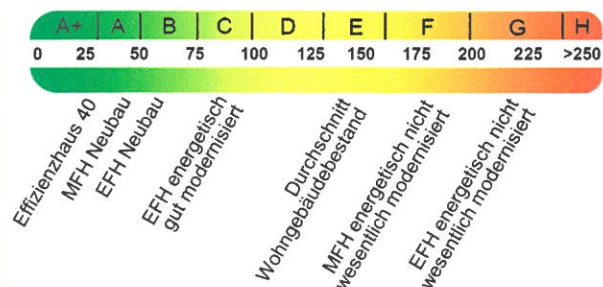 A+ A B C D E F G H
0 25 50 75 100 125 150 175 200 225 >250
Effizienzhaus 40
MFH Neubau
EFH Neubau
EFH energetisch
gut modernisiert
Durchschnitt
Wohngebäudebestand
MFH energetisch nicht
wesentlich modernisiert
EFH energetisch nicht
wesentlich modernisiert